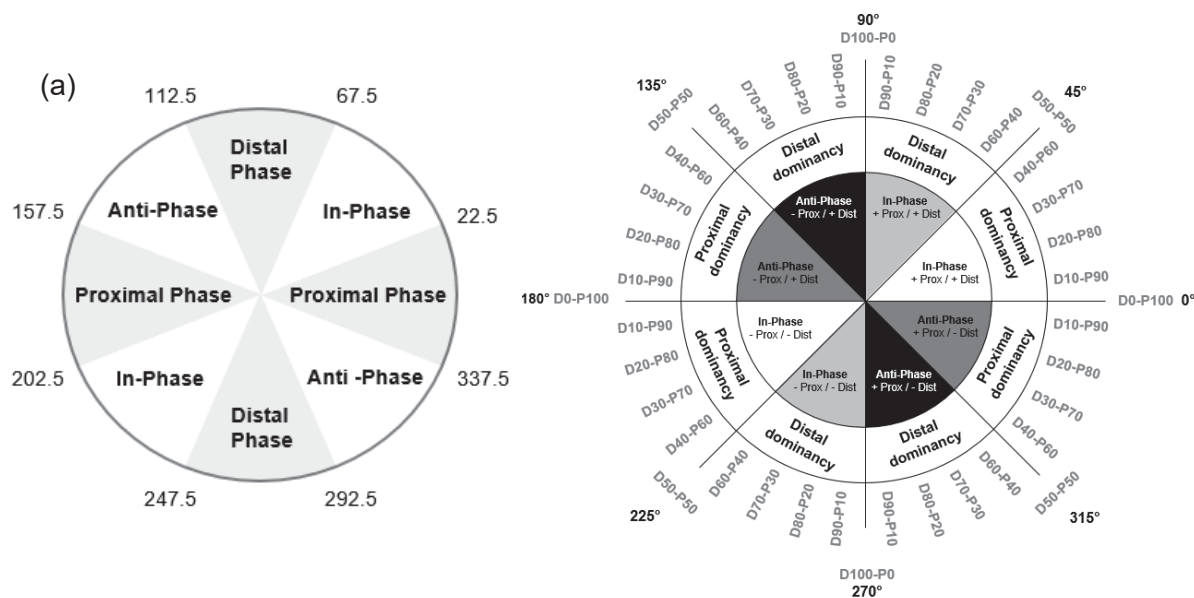 (a)
112.5
67.5
Distal
Phase
Anti-Phase
In-Phase
157.5
22.5
Proximal Phase
Proximal Phase
202.5
In-Phase
Anti -Phase
337.5
Distal
Phase
247.5
292.5
90°
D100-P0
D90-P10
D90-P10
D80-P20
D80-P20
D70-P30
D70-P30
135°
45°
D50-P50
D60-P40
D60-P40
D50-P50
D40-P60
D40-P60
D30-P70
D30-P70
D20-P80
D20-P80
D10-P90
D10-P90
Distal
dominancy
Distal
dominancy
Proximal
dominancy
Proximal
dominancy
Anti-Phase
- Prox / + Dist
In-Phase
+ Prox / + Dist
Anti-Phase
- Prox / + Dist
In-Phase
+ Prox / + Dist
180° D0-P100
D0-P100 0°
In-Phase
- Prox / - Dist
Anti-Phase
+ Prox / - Dist
In-Phase
- Prox / - Dist
Anti-Phase
+ Prox / - Dist
Proximal
dominancy
Proximal
dominancy
Distal
dominancy
Distal
dominancy
D10-P90
D10-P90
D20-P80
D20-P80
D30-P70
D30-P70
D40-P60
D40-P60
D50-P50
D60-P40
D60-P40
D50-P50
D70-P30
D70-P30
D80-P20
D80-P20
D90-P10
D90-P10
225°
315°
D100-P0
270°